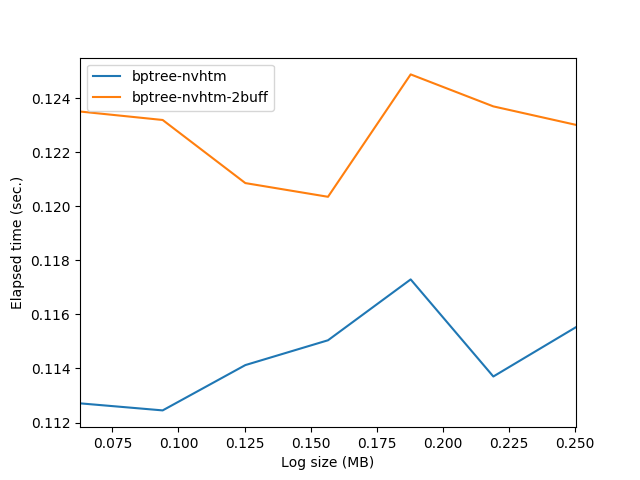 bptree-nvhtm
bptree-nvhtm-2buff
Elapsed time (sec.)
0.124
0.122
0.120
0.118
0.116
0.114
0.112
0.075 0.100 0.125 0.150 0.175 0.200 0.225 0.250
Log size (MB)